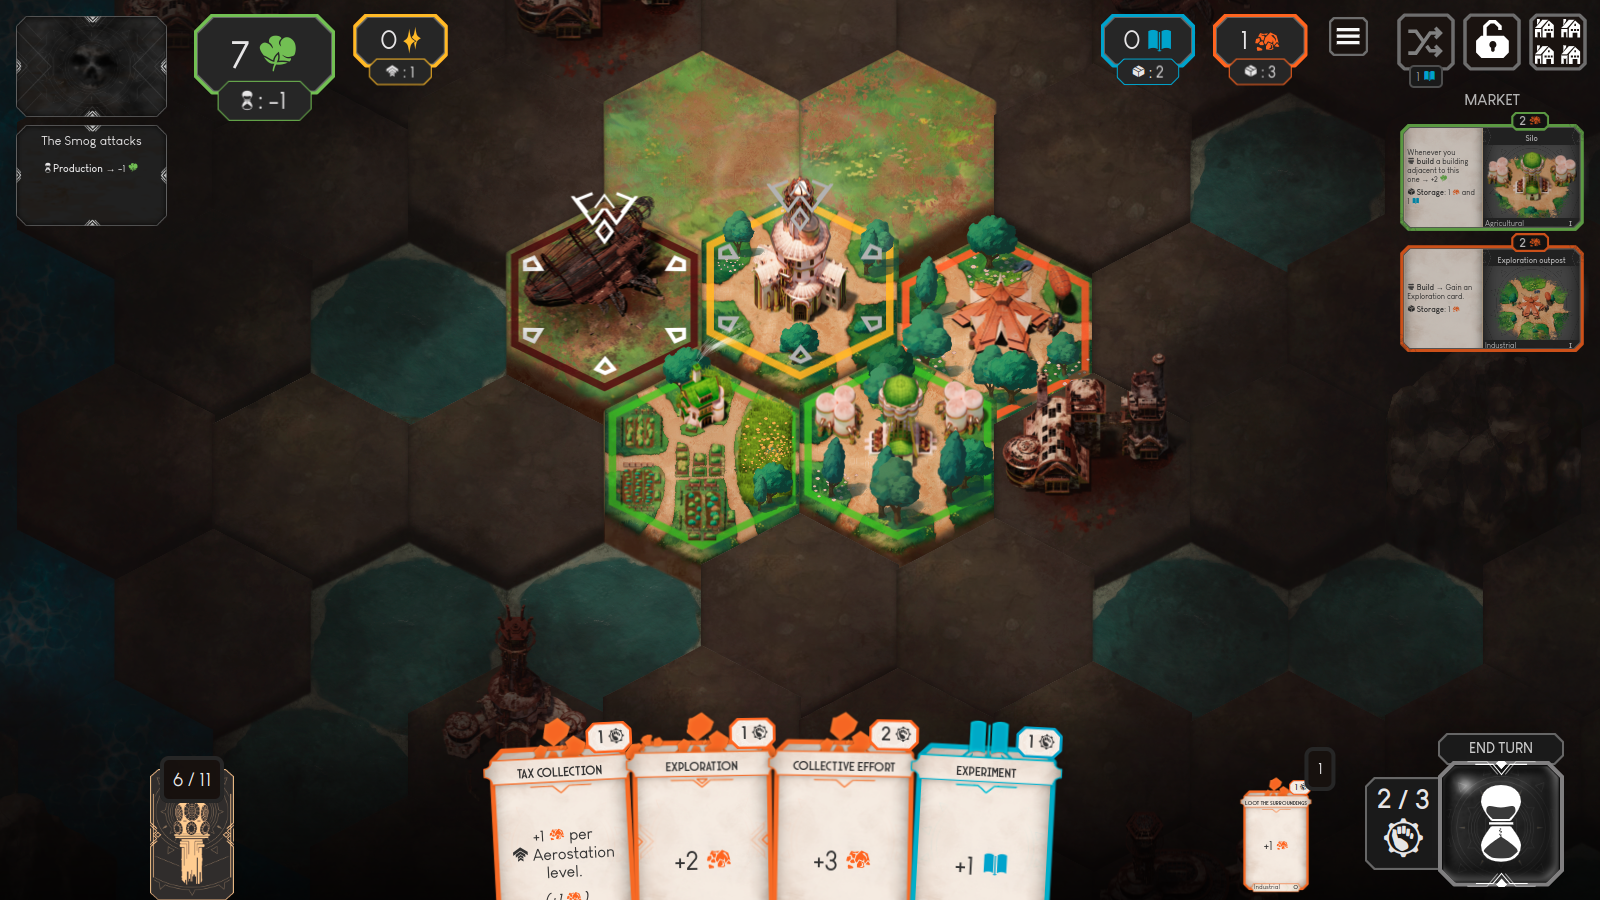 7
: -1
0
: 1
0
: 2
1
: 3
1
The Smog attacks
Production → -1
MARKET
2
Silo
Whenever you
build a building
adjacent to this
one → +2
Storage: 1 and
1
Agricultural
I
2
Exploration outpost
Build → Gain an
Exploration card.
Storage: 1
Industrial
I
6 / 11
1
TAX COLLECTION
+1 per
Aerostation
level.
1
EXPLORATION
+2
2
COLLECTIVE EFFORT
+3
1
EXPERIMENT
+1
1
1
LOOT THE SURROUNDINGS
+1
Industrial
0
END TURN
2 / 3